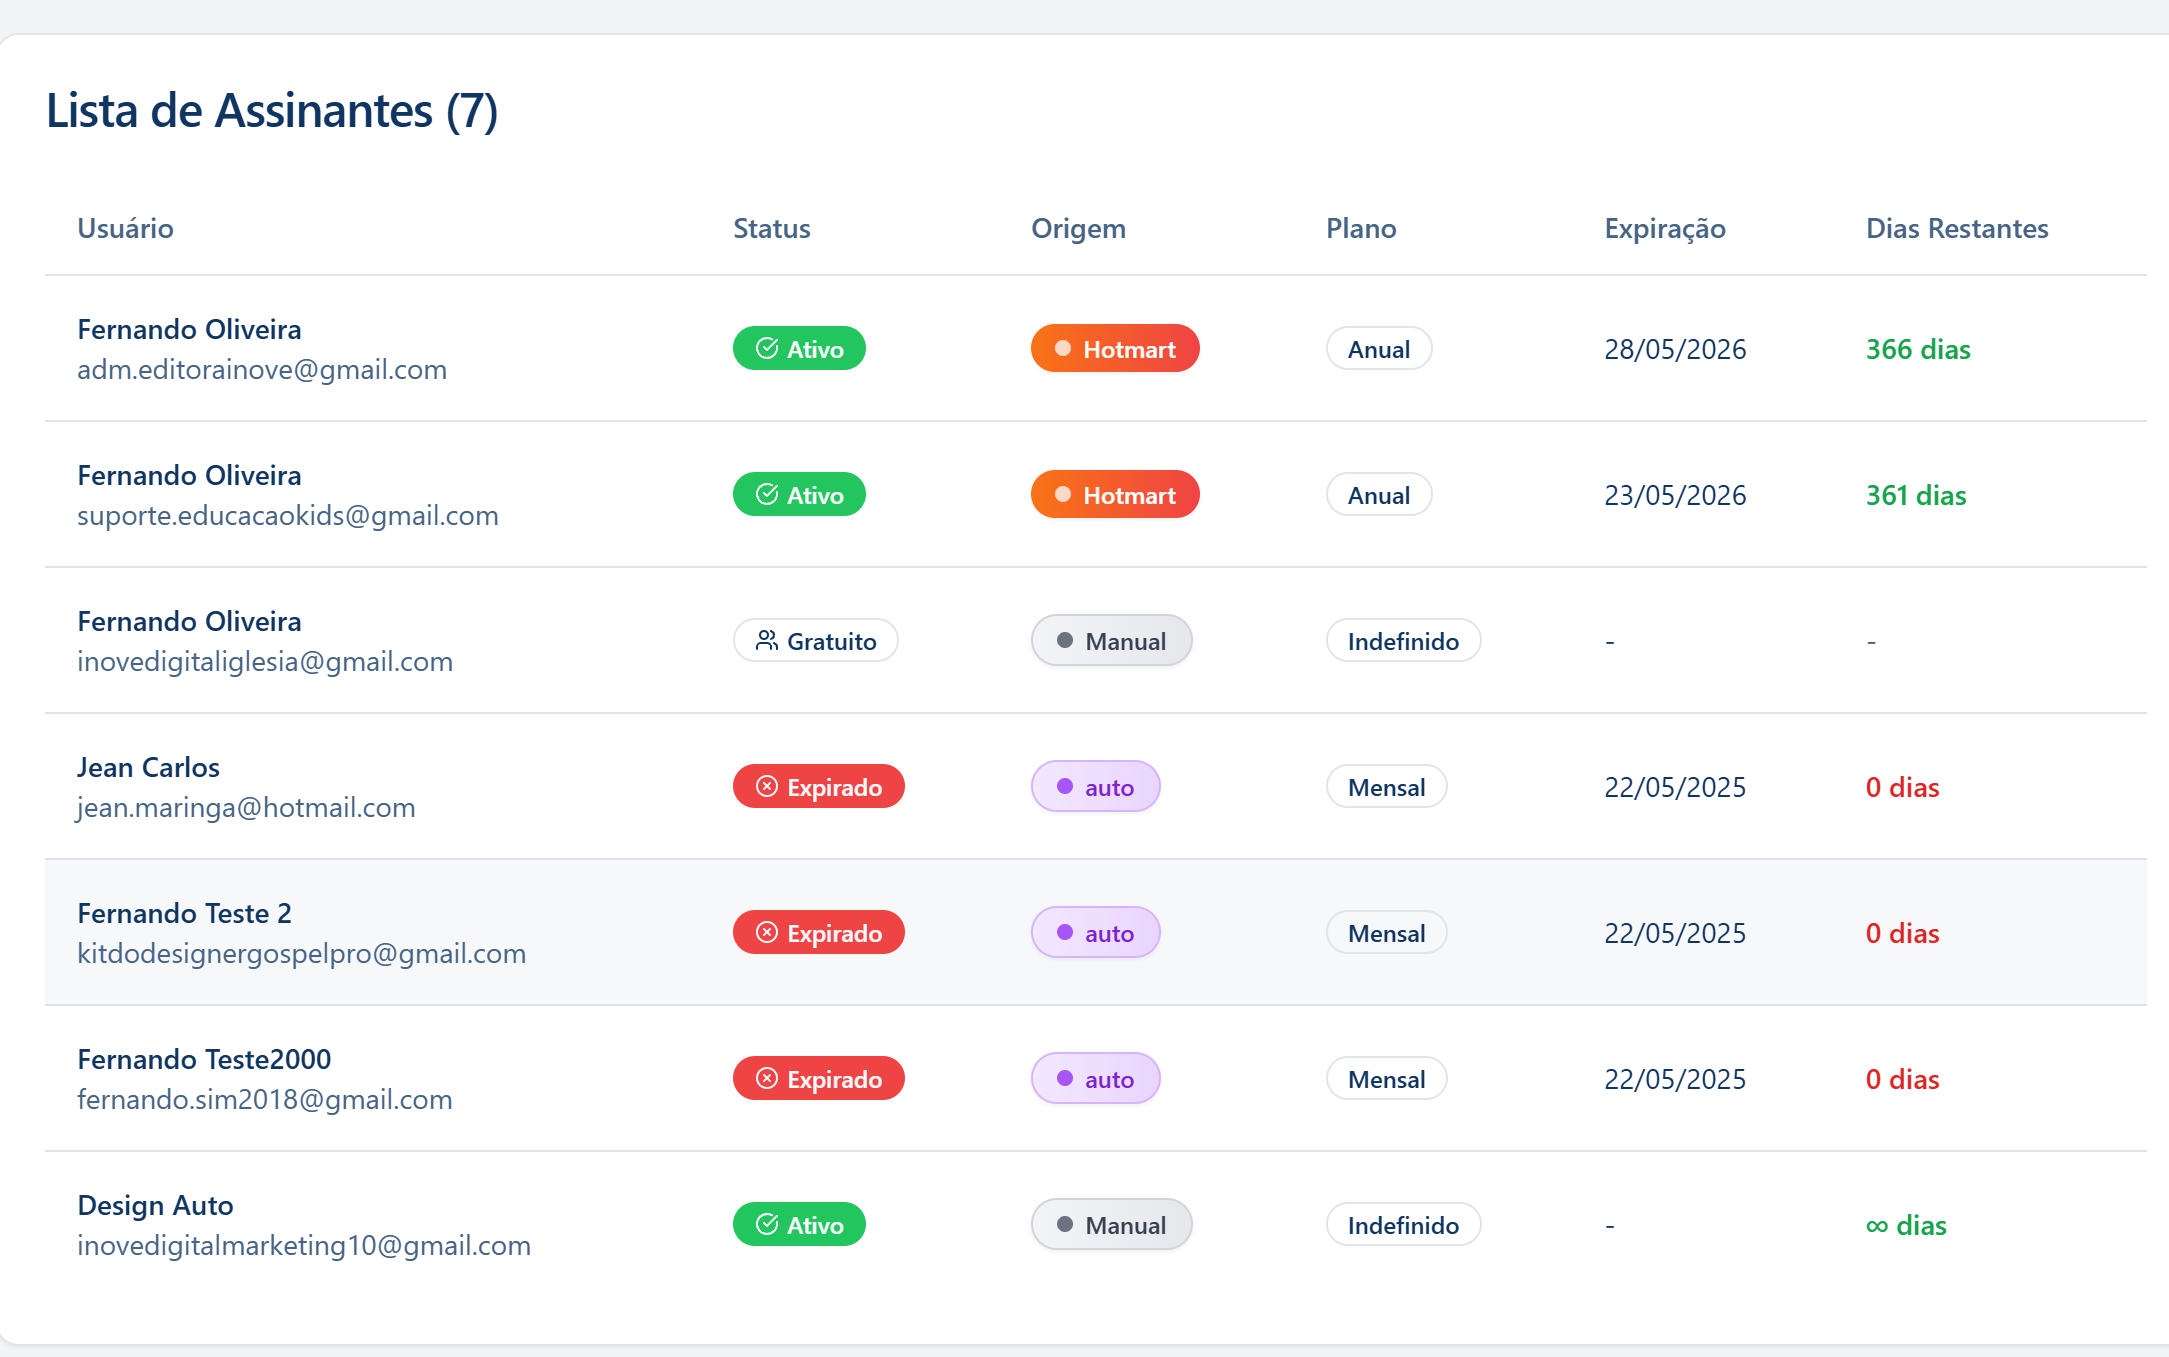 Lista de Assinantes (7)
Usuário Status Origem Plano Expiração Dias Restantes
Fernando Oliveira
adm.editorainove@gmail.com
Ativo Hotmart Anual 28/05/2026 366 dias
Fernando Oliveira
suporte.educacaokids@gmail.com
Ativo Hotmart Anual 23/05/2026 361 dias
Fernando Oliveira
inovedigitaliglesia@gmail.com
Gratuito Manual Indefinido - -
Jean Carlos
jean.maringa@hotmail.com
Expirado auto Mensal 22/05/2025 0 dias
Fernando Teste 2
kitdodesignergospelpro@gmail.com
Expirado auto Mensal 22/05/2025 0 dias
Fernando Teste2000
fernando.sim2018@gmail.com
Expirado auto Mensal 22/05/2025 0 dias
Design Auto
inovedigitalmarketing10@gmail.com
Ativo Manual Indefinido - ∞ dias